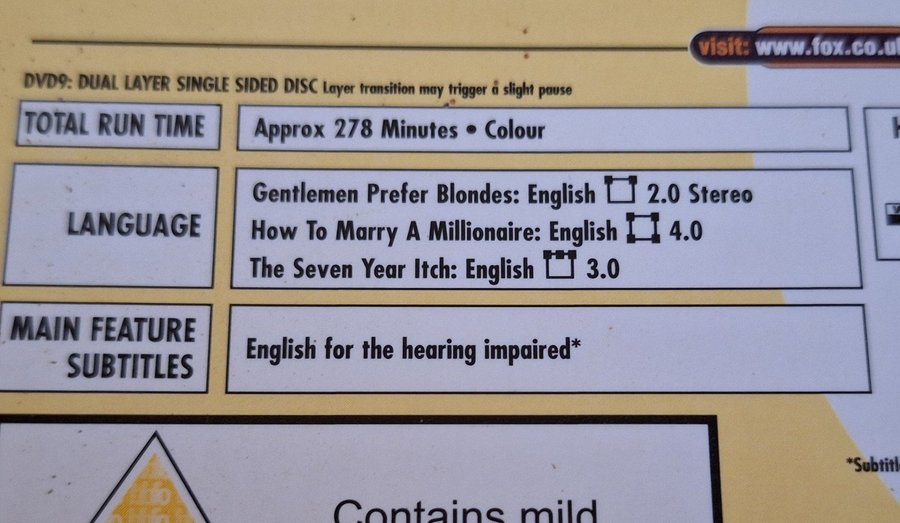 visit: www.fox.co.uk
DVD9: DUAL LAYER SINGLE SIDED DISC Layer transition may trigger a slight pause
TOTAL RUN TIME
Approx 278 Minutes • Colour
LANGUAGE
Gentlemen Prefer Blondes: English 2.0 Stereo
How To Marry A Millionaire: English 4.0
The Seven Year Itch: English 3.0
MAIN FEATURE
SUBTITLES
English for the hearing impaired*
Contains mild